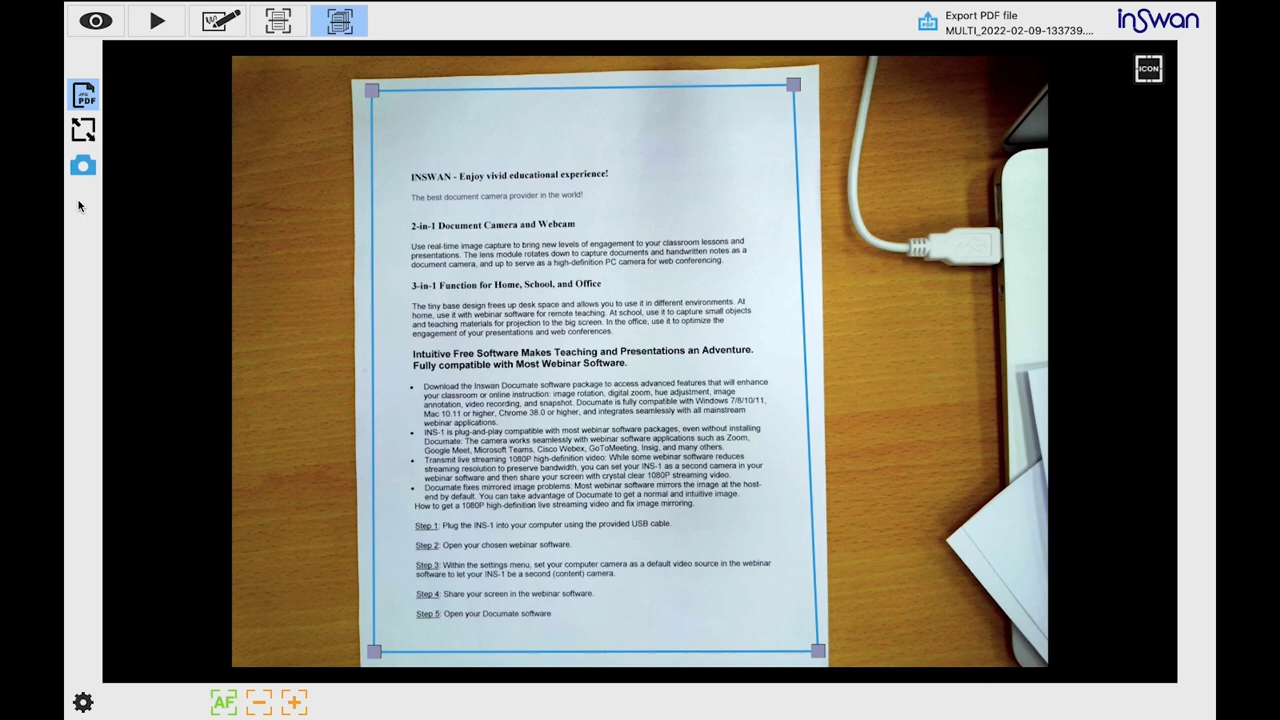 Export PDF file
MULTI_2022-02-09-133739....
inSwan
JPG
PDF
ICON
INSWAN - Enjoy vivid educational experience!
The best document camera provider in the world!
2-in-1 Document Camera and Webcam
Use real-time image capture to bring new levels of engagement to your classroom lessons and
presentations. The lens module rotates down to capture documents and handwritten notes as a
document camera, and up to serve as a high-definition PC camera for web conferencing.
3-in-1 Function for Home, School, and Office
The tiny base design frees up desk space and allows you to use it in different environments. At
home, use it with webinar software for remote teaching. At school, use it to capture small objects
and teaching materials for projection to the big screen. In the office, use it to optimize the
engagement of your presentations and web conferences.
Intuitive Free Software Makes Teaching and Presentations an Adventure.
Fully compatible with Most Webinar Software.
• Download the Inswan Documate software package to access advanced features that will enhance
your classroom or online instruction: image rotation, digital zoom, hue adjustment, image
annotation, video recording, and snapshot. Documate is fully compatible with Windows 7/8/10/11,
Mac 10.11 or higher, Chrome 38.0 or higher, and integrates seamlessly with all mainstream
webinar applications.
• INS-1 is plug-and-play compatible with most webinar software packages, even without installing
Documate: The camera works seamlessly with webinar software applications such as Zoom,
Google Meet, Microsoft Teams, Cisco Webex, GoToMeeting, Insig, and many others.
• Transmit live streaming 1080P high-definition video: While some webinar software reduces
streaming resolution to preserve bandwidth, you can set your INS-1 as a second camera in your
webinar software and then share your screen with crystal clear 1080P streaming video.
• Documate fixes mirrored image problems: Most webinar software mirrors the image at the host-
end by default. You can take advantage of Documate to get a normal and intuitive image.
How to get a 1080P high-definition live streaming video and fix image mirroring.
Step 1: Plug the INS-1 into your computer using the provided USB cable.
Step 2: Open your chosen webinar software.
Step 3: Within the settings menu, set your computer camera as a default video source in the webinar
software to let your INS-1 be a second (content) camera.
Step 4: Share your screen in the webinar software.
Step 5: Open your Documate software
AF